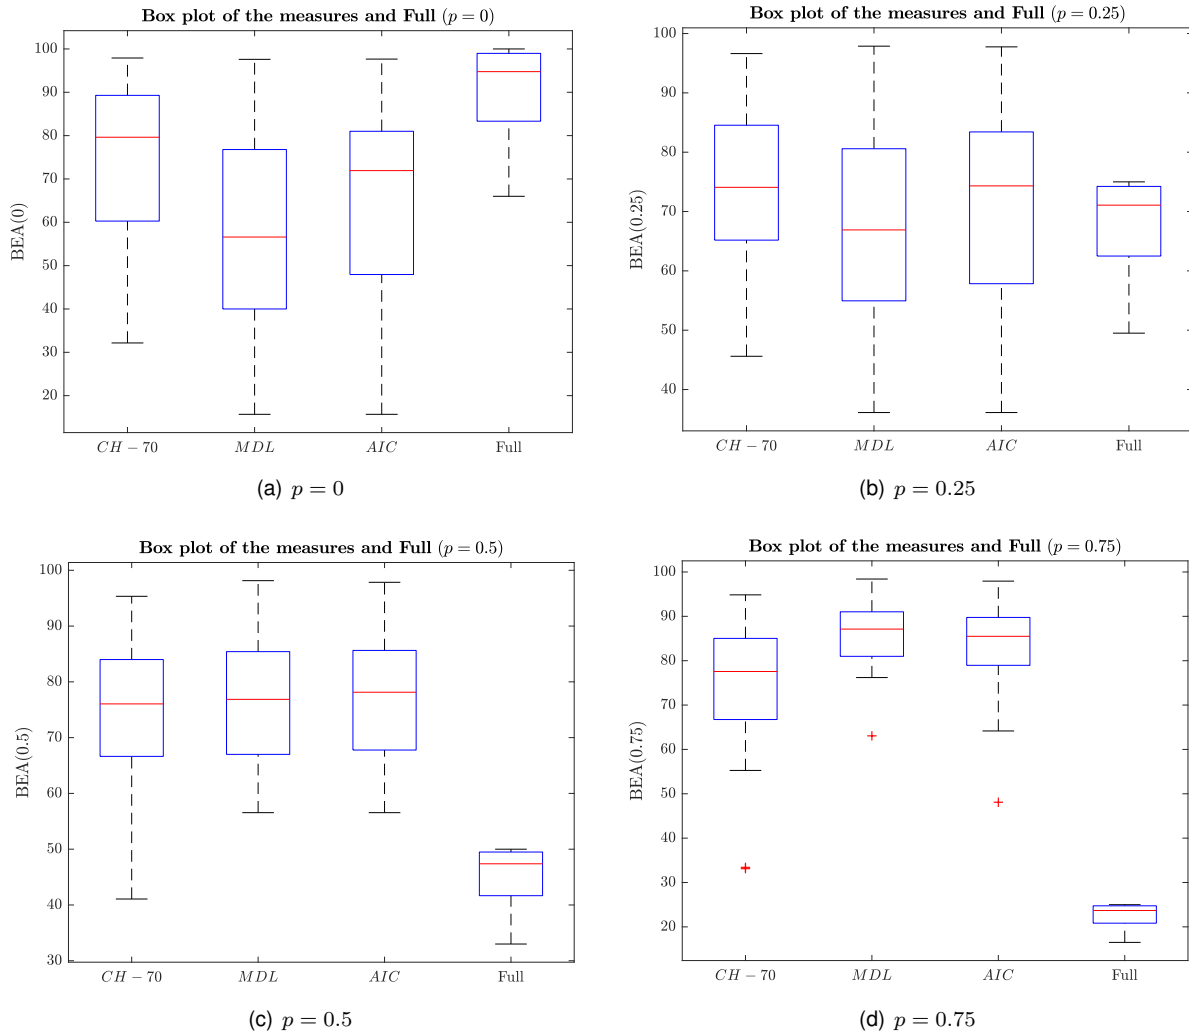 Box plot of the measures and Full (p = 0)
BEA(0)
100
90
80
70
60
50
40
30
20
CH − 70 MDL AIC Full
(a) p = 0
Box plot of the measures and Full (p = 0.25)
BEA(0.25)
100
90
80
70
60
50
40
CH − 70 MDL AIC Full
(b) p = 0.25
Box plot of the measures and Full (p = 0.5)
BEA(0.5)
100
90
80
70
60
50
40
30
CH − 70 MDL AIC Full
(c) p = 0.5
Box plot of the measures and Full (p = 0.75)
BEA(0.75)
100
90
80
70
60
50
40
30
20
CH − 70 MDL AIC Full
(d) p = 0.75